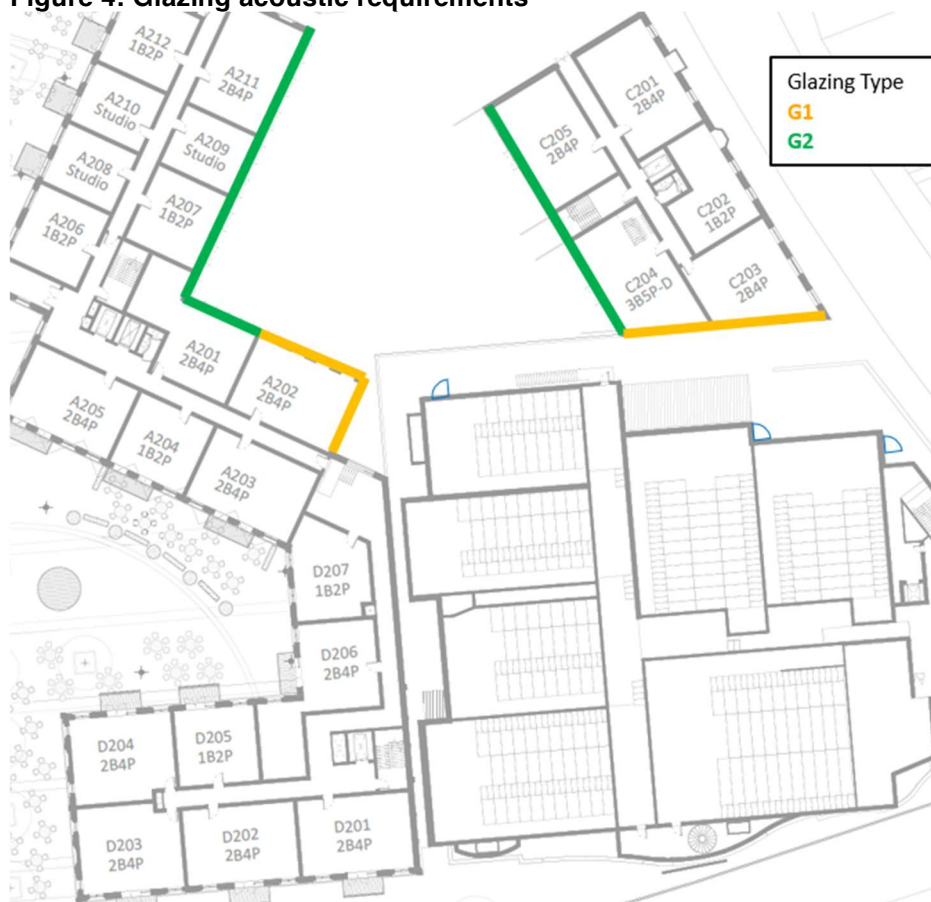 Figure 4: Glazing acoustic requirements
Glazing Type
G1
G2
A212
1B2P
A211
2B4P
A210
Studio
A209
Studio
A208
Studio
A207
1B2P
A206
1B2P
A201
2B4P
A202
2B4P
A205
2B4P
A204
1B2P
A203
2B4P
C201
2B4P
C205
2B4P
C202
1B2P
C204
3B5P-D
C203
2B4P
D207
1B2P
D206
2B4P
D204
2B4P
D205
1B2P
D203
2B4P
D202
2B4P
D201
2B4P